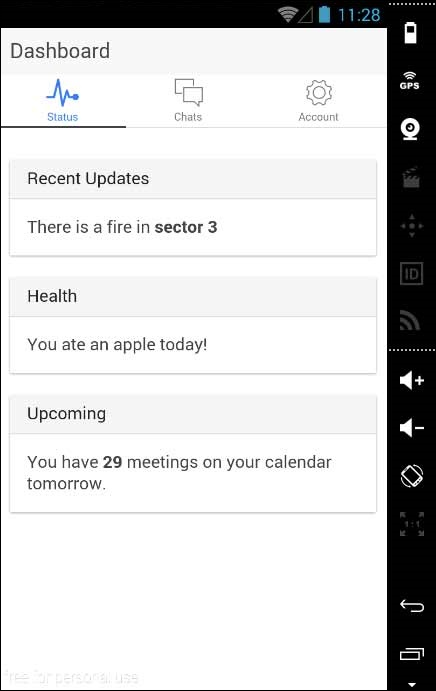 11:28
Dashboard
GPS
Status
Chats
Account
Recent Updates
There is a fire in sector 3
ID
Health
You ate an apple today!
Upcoming
You have 29 meetings on your calendar
tomorrow.
1:1
free for personal use